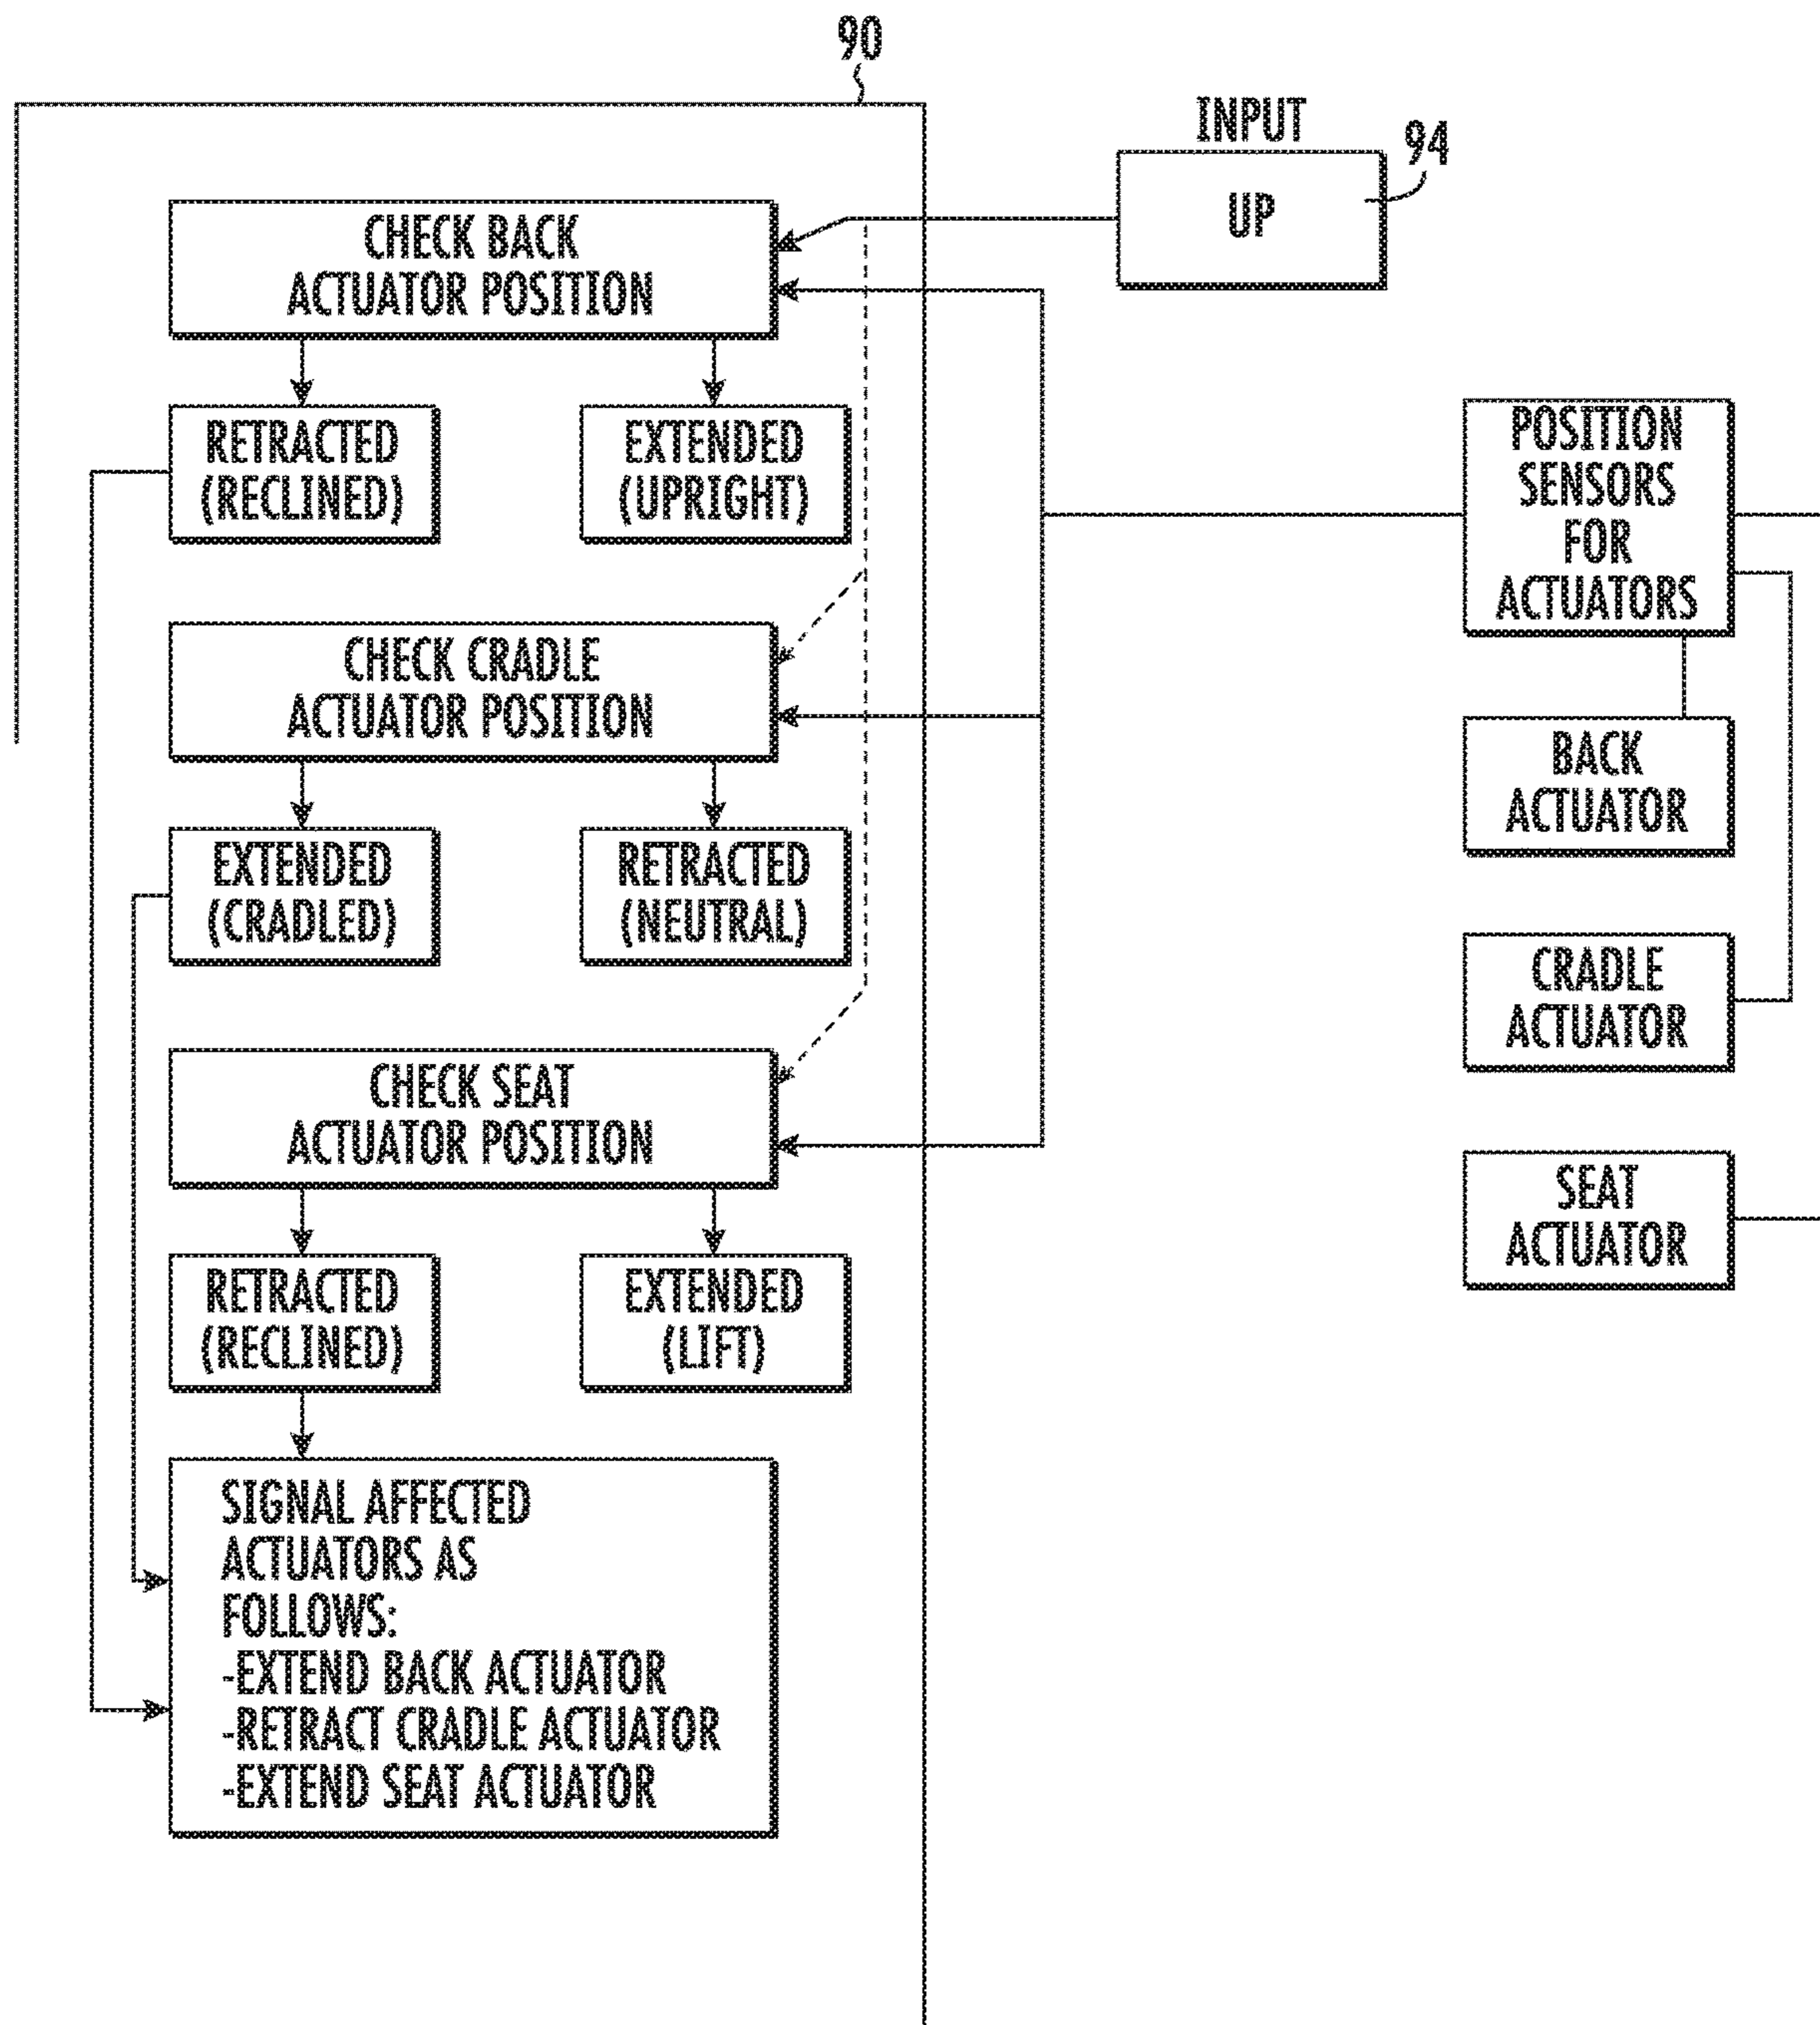 90
INPUT
94
UP
CHECK BACK
ACTUATOR POSITION
RETRACTED
(RECLINED)
EXTENDED
(UPRIGHT)
POSITION
SENSORS
FOR
ACTUATORS
CHECK CRADLE
ACTUATOR POSITION
BACK
ACTUATOR
EXTENDED
(CRADLED)
RETRACTED
(NEUTRAL)
CRADLE
ACTUATOR
CHECK SEAT
ACTUATOR POSITION
SEAT
ACTUATOR
RETRACTED
(RECLINED)
EXTENDED
(LIFT)
SIGNAL AFFECTED
ACTUATORS AS
FOLLOWS:
-EXTEND BACK ACTUATOR
-RETRACT CRADLE ACTUATOR
-EXTEND SEAT ACTUATOR